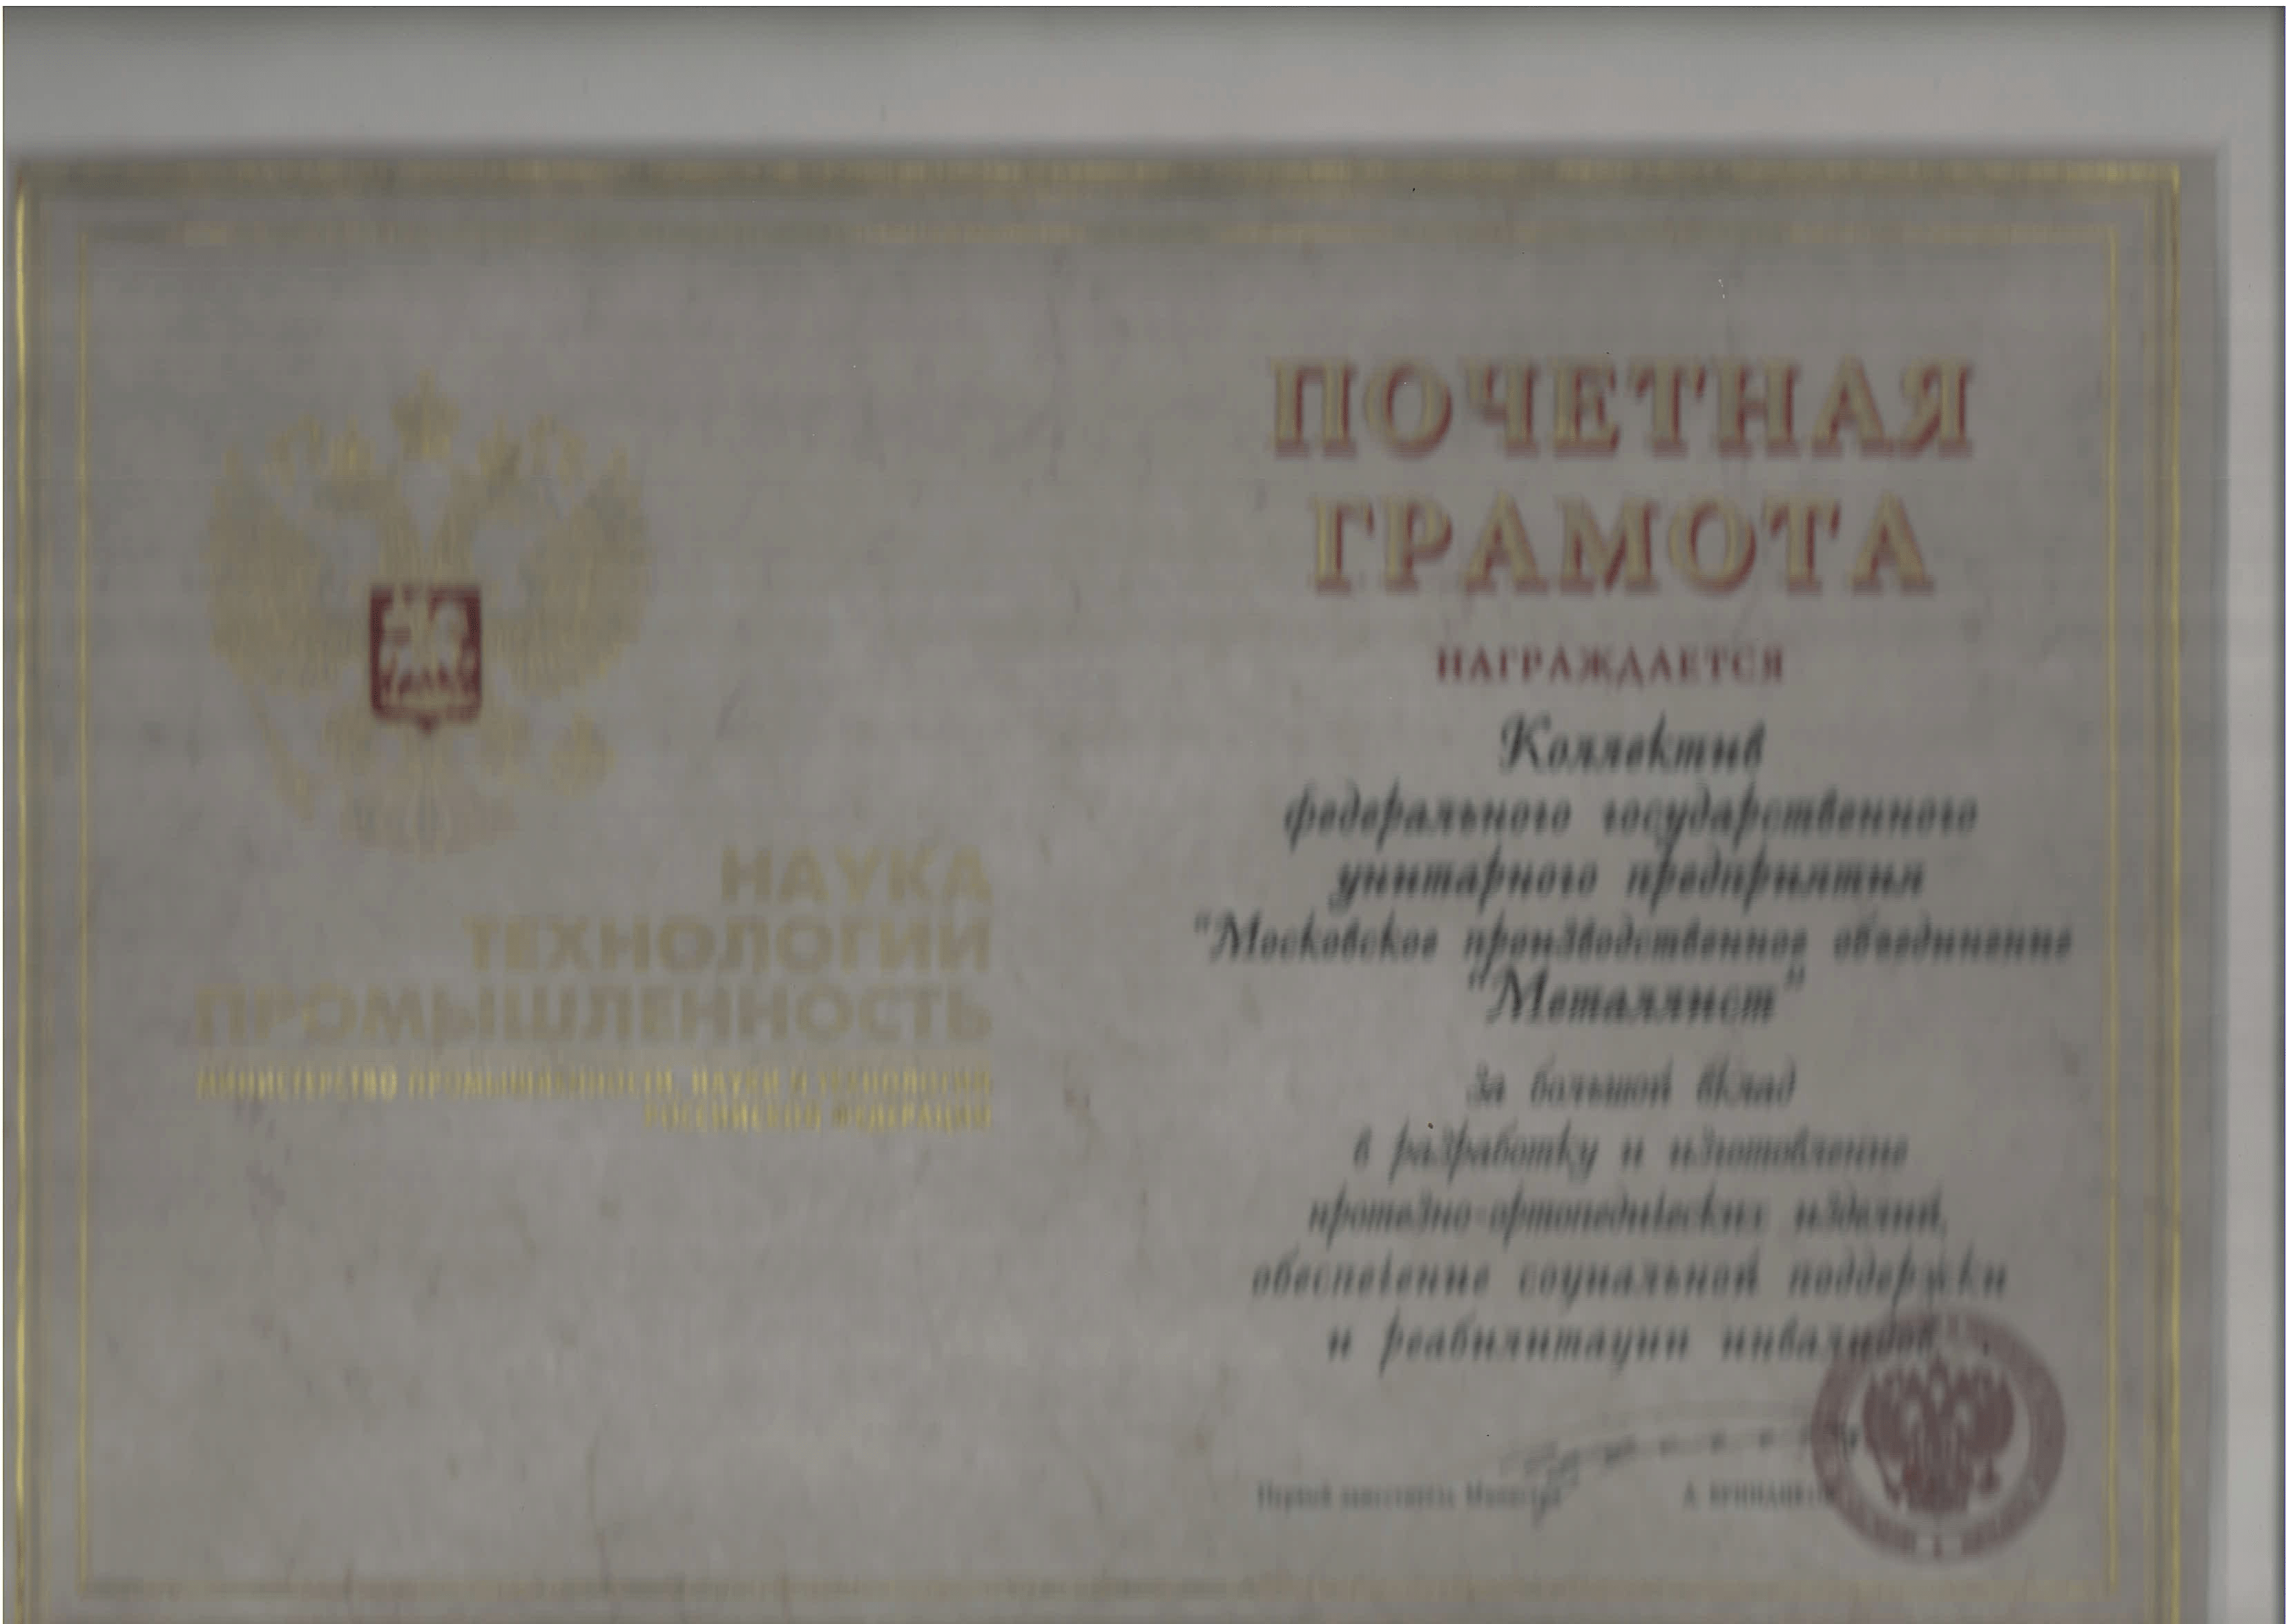 НАУКА
ТЕХНОЛОГИИ
ПРОМЫШЛЕННОСТЬ
МИНИСТЕРСТВО ПРОМЫШЛЕННОСТИ, НАУКИ И ТЕХНОЛОГИЙ
РОССИЙСКОЙ ФЕДЕРАЦИИ
ПОЧЕТНАЯ
ГРАМОТА
НАГРАЖДАЕТСЯ
Коллектив
федерального государственного
унитарного предприятия
"Московское производственное объединение
"Металлист"
за большой вклад
в разработку и изготовление
протезно-ортопедических изделий,
обеспечение социальной поддержки
и реабилитации инвалидов
Первый заместитель Министра
А.